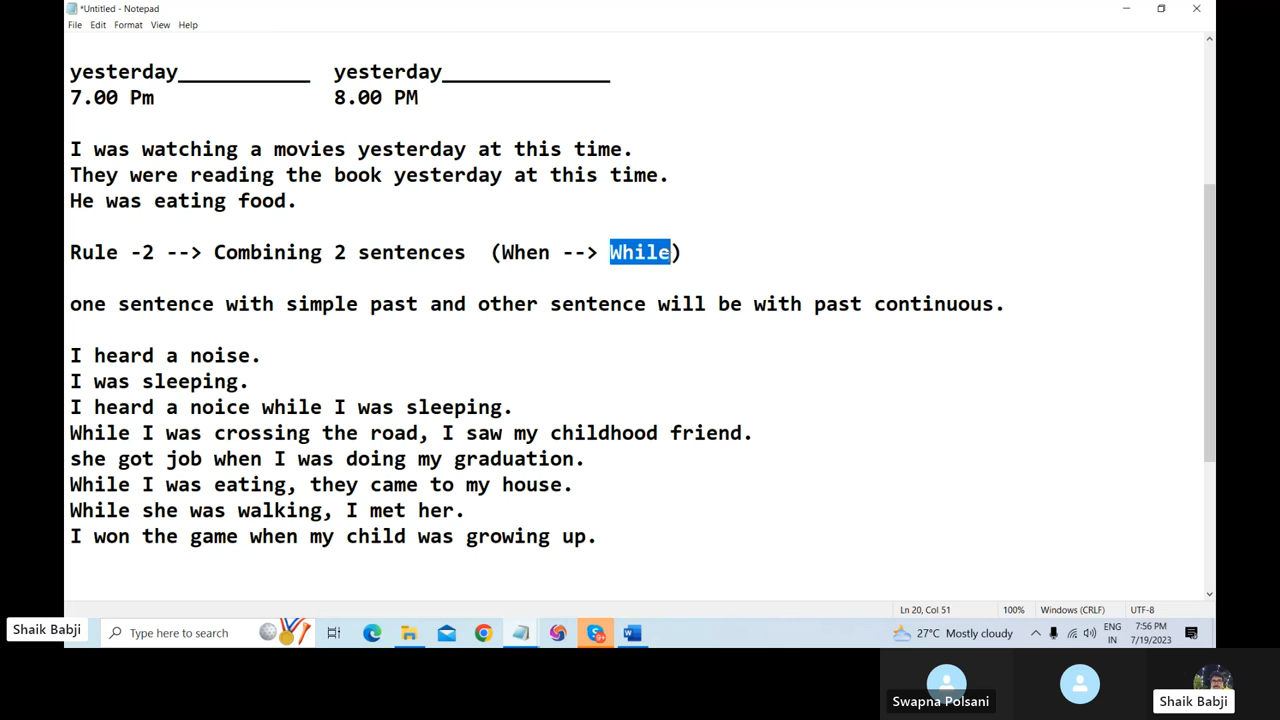 *Untitled - Notepad
File Edit Format View Help
yesterday___________ yesterday______________
7.00 Pm 8.00 PM
I was watching a movies yesterday at this time.
They were reading the book yesterday at this time.
He was eating food.
Rule -2 --> Combining 2 sentences (When --> While)
one sentence with simple past and other sentence will be with past continuous.
I heard a noise.
I was sleeping.
I heard a noice while I was sleeping.
While I was crossing the road, I saw my childhood friend.
she got job when I was doing my graduation.
While I was eating, they came to my house.
While she was walking, I met her.
I won the game when my child was growing up.
Ln 20, Col 51 100% Windows (CRLF) UTF-8
Shaik Babji
Type here to search
27°C Mostly cloudy
ENG
IN
7:56 PM
7/19/2023
Swapna Polsani
Shaik Babji